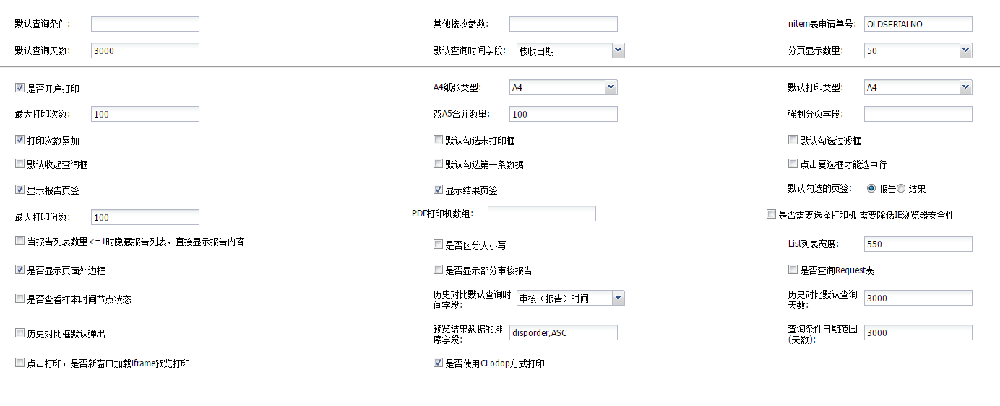 默认查询条件:
其他接收参数:
nitem表申请单号: OLDSERIALNO
默认查询天数: 3000
默认查询时间字段: 核收日期
分页显示数量: 50
是否开启打印
A4纸张类型: A4
默认打印类型: A4
最大打印次数: 100
双A5合并数量: 100
强制分页字段:
打印次数累加
默认勾选未打印框
默认勾选过滤框
默认收起查询框
默认勾选第一条数据
点击复选框才能选中行
显示报告页签
显示结果页签
默认勾选的页签: 报告 结果
最大打印份数: 100
PDF打印机数组:
是否需要选择打印机 需要降低IE浏览器安全性
当报告列表数量<=1时隐藏报告列表，直接显示报告内容
是否区分大小写
List列表宽度: 550
是否显示页面外边框
是否显示部分审核报告
是否查询Request表
是否查看样本时间节点状态
历史对比默认查询时
间字段: 审核（报告）时间
历史对比默认查询
天数: 3000
历史对比框默认弹出
预览结果数据的排
序字段: disporder,ASC
查询条件日期范围
(天数): 3000
点击打印，是否新窗口加载iframe预览打印
是否使用CLodop方式打印